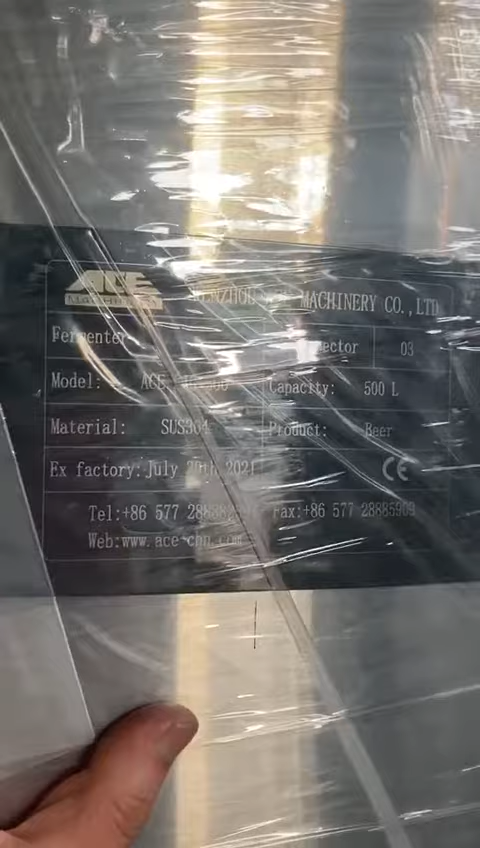 ACE
MACHINERY CO.,LTD
Fermenter 03
Model: ACE Capacity: 500 L
Material: SUS304 Product: Beer
Ex factory: July 2021 CE
Tel:+86 577 Fax:+86 577 28885909
Web:www.ace-chn.com